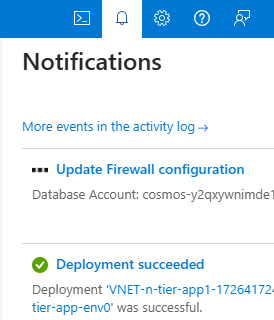 Notifications
More events in the activity log →
Update Firewall configuration
Database Account: cosmos-y2qxywnimde1
Deployment succeeded
Deployment 'VNET-n-tier-app1-17264172
tier-app-env0' was successful.